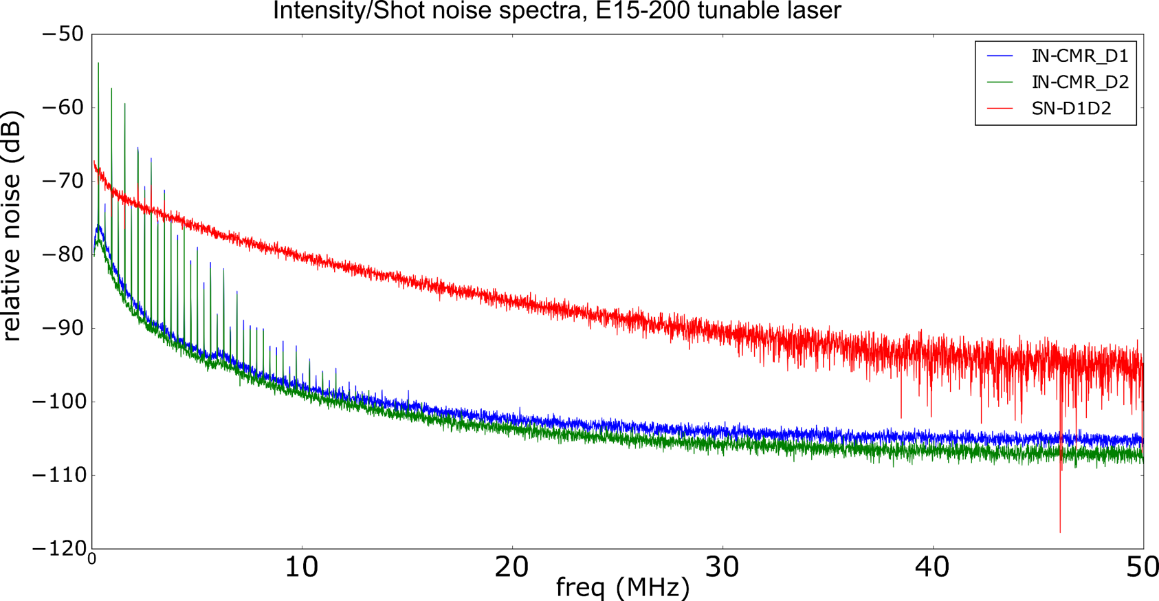 Intensity/Shot noise spectra, E15-200 tunable laser
−50
−60
−70
−80
−90
−100
−110
−120
relative noise (dB)
IN-CMR_D1
IN-CMR_D2
SN-D1D2
0 10 20 30 40 50
freq (MHz)